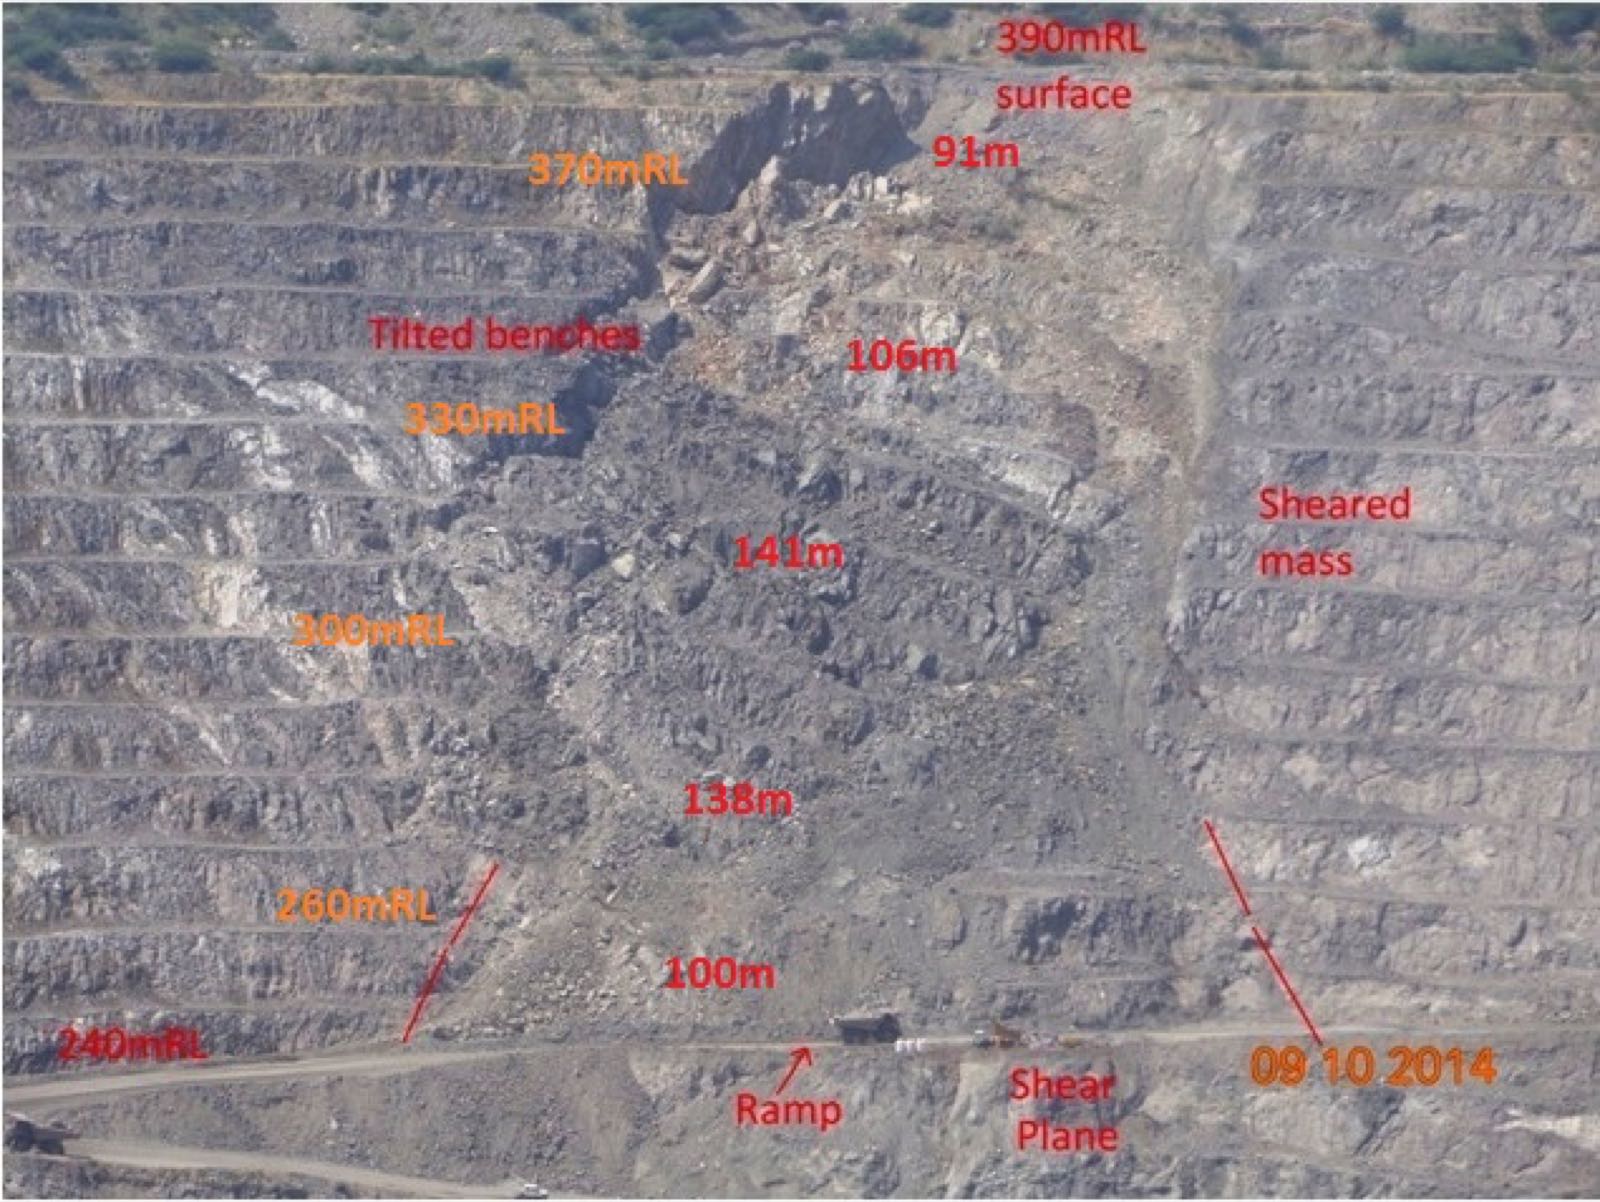 390mRL
surface
91m
370mRL
Tilted benches
106m
330mRL
Sheared
mass
141m
300mRL
138m
260mRL
100m
240mRL
09 10 2014
Ramp
Shear
Plane